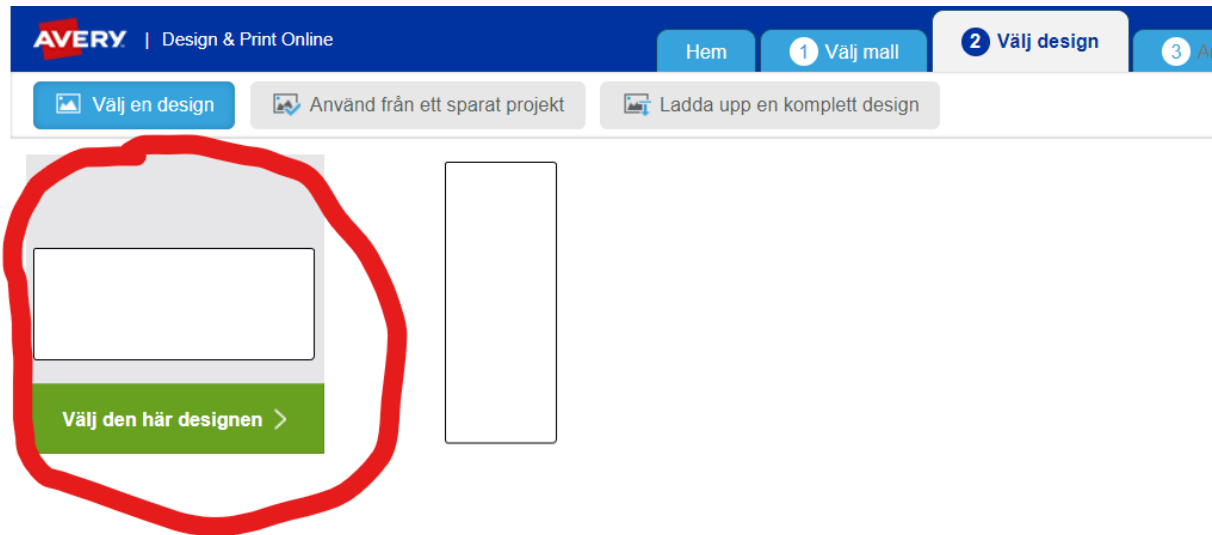 AVERY | Design & Print Online
Hem
1 Välj mall
2 Välj design
3
Välj en design
Använd från ett sparat projekt
Ladda upp en komplett design
Välj den här designen